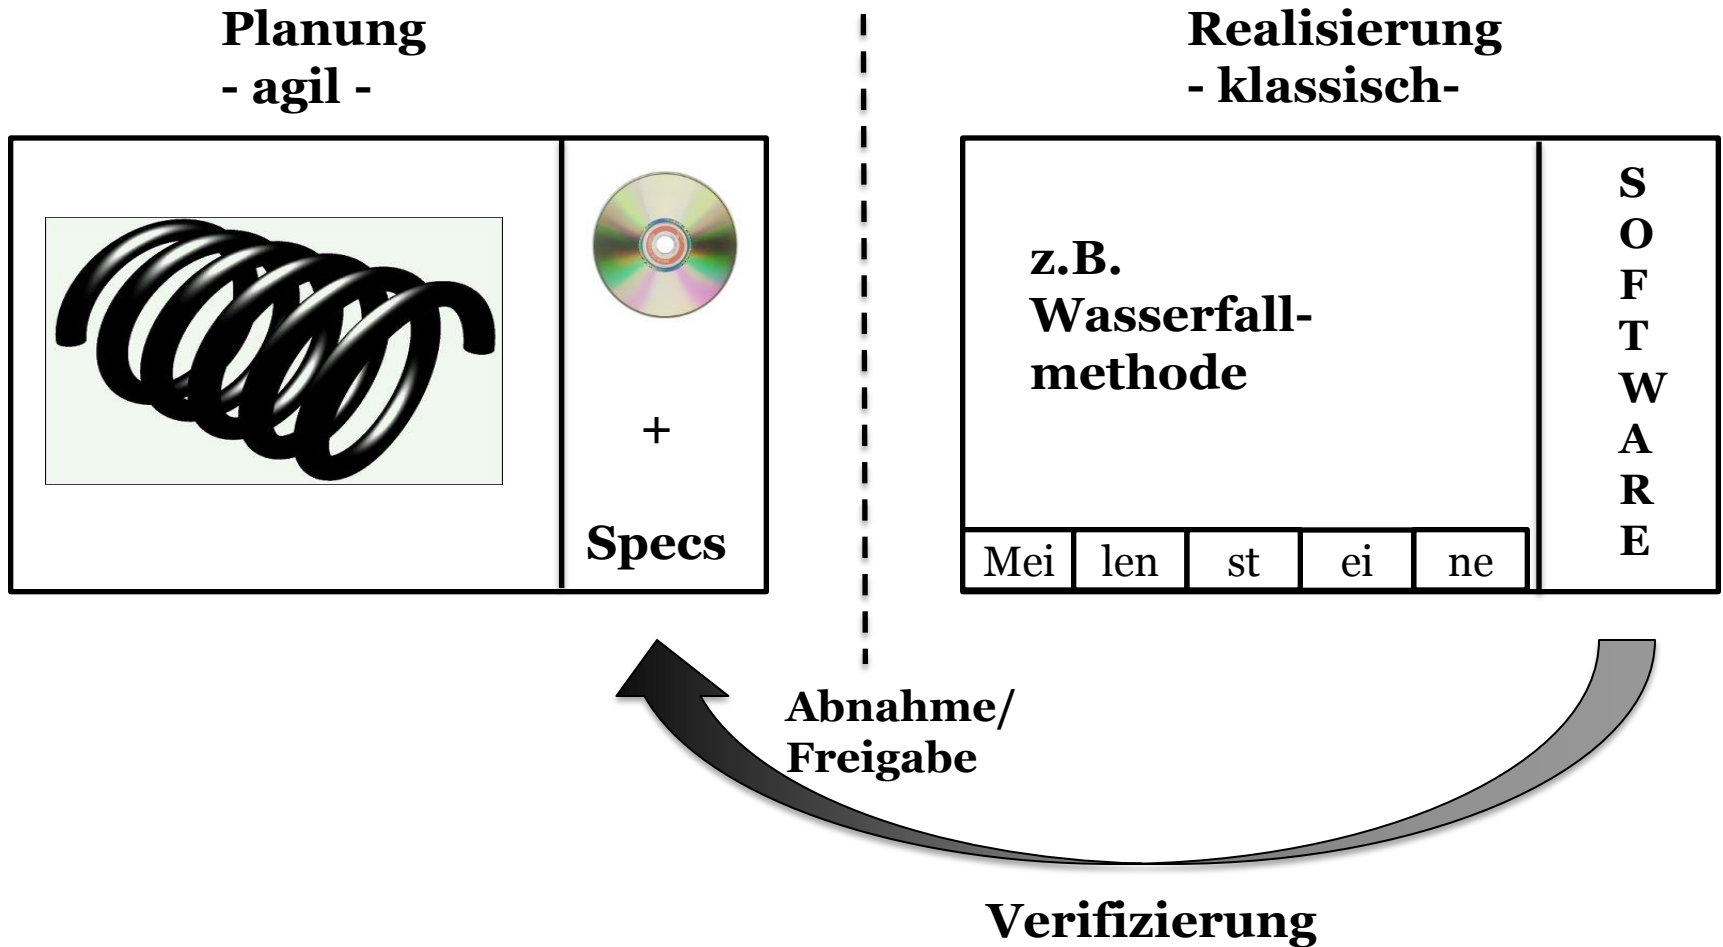 Planung
- agil -
Realisierung
- klassisch-
+
Specs
z.B.
Wasserfall-
methode
Mei len st ei ne
S
O
F
T
W
A
R
E
Abnahme/
Freigabe
Verifizierung